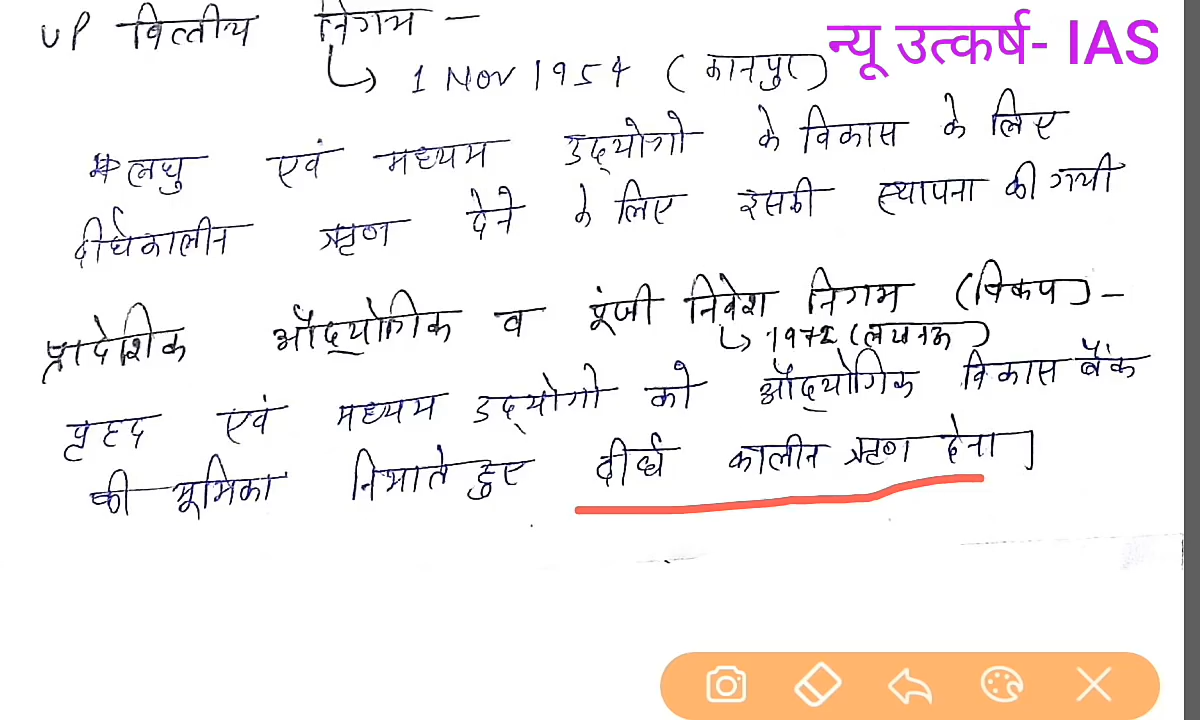 UP वित्तीय निगम –
न्यू उत्कर्ष- IAS
↳ 1 Nov 1954 (कानपुर)
* लघु एवं मध्यम उद्योगो के विकास के लिए
दीर्घकालीन ऋण देने के लिए इसकी स्थापना की गयी
प्रादेशिक औद्योगिक व पूंजी निवेश निगम (पिकप) –
↳ 1972 (लखनऊ)
वृहद एवं मध्यम उद्योगो को औद्योगिक विकास बैंक
की भूमिका निभाते हुए दीर्घ कालीन ऋण देना |